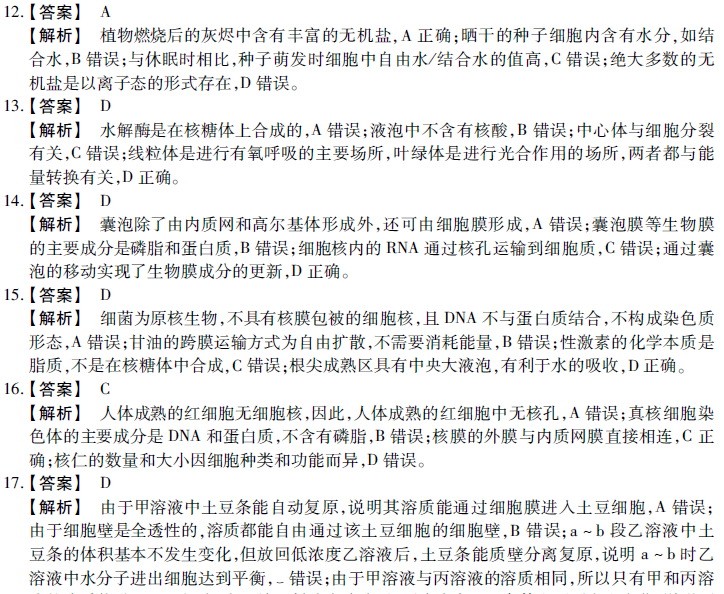 12.【答案】 A
【解析】 植物燃烧后的灰烬中含有丰富的无机盐,A 正确;晒干的种子细胞内含有水分,如结
合水,B 错误;与休眠时相比,种子萌发时细胞中自由水/结合水的值高,C 错误;绝大多数的无
机盐是以离子态的形式存在,D 错误。
13.【答案】 D
【解析】 水解酶是在核糖体上合成的,A 错误;液泡中不含有核酸,B 错误;中心体与细胞分裂
有关,C 错误;线粒体是进行有氧呼吸的主要场所,叶绿体是进行光合作用的场所,两者都与能
量转换有关,D 正确。
14.【答案】 D
【解析】 囊泡除了由内质网和高尔基体形成外,还可由细胞膜形成,A 错误;囊泡膜等生物膜
的主要成分是磷脂和蛋白质,B 错误;细胞核内的 RNA 通过核孔运输到细胞质,C 错误;通过囊
泡的移动实现了生物膜成分的更新,D 正确。
15.【答案】 D
【解析】 细菌为原核生物,不具有核膜包被的细胞核,且 DNA 不与蛋白质结合,不构成染色质
形态,A 错误;甘油的跨膜运输方式为自由扩散,不需要消耗能量,B 错误;性激素的化学本质是
脂质,不是在核糖体中合成,C 错误;根尖成熟区具有中央大液泡,有利于水的吸收,D 正确。
16.【答案】 C
【解析】 人体成熟的红细胞无细胞核,因此,人体成熟的红细胞中无核孔,A 错误;真核细胞染
色体的主要成分是 DNA 和蛋白质,不含有磷脂,B 错误;核膜的外膜与内质网膜直接相连,C 正
确;核仁的数量和大小因细胞种类和功能而异,D 错误。
17.【答案】 D
【解析】 由于甲溶液中土豆条能自动复原,说明其溶质能通过细胞膜进入土豆细胞,A 错误;
由于细胞壁是全透性的,溶质都能自由通过该土豆细胞的细胞壁,B 错误;a ~ b 段乙溶液中土
豆条的体积基本不发生变化,但放回低浓度乙溶液后,土豆条能质壁分离复原,说明 a ~ b 时乙
溶液中水分子进出细胞达到平衡, 错误;由于甲溶液与丙溶液的溶质相同,所以只有甲和丙溶